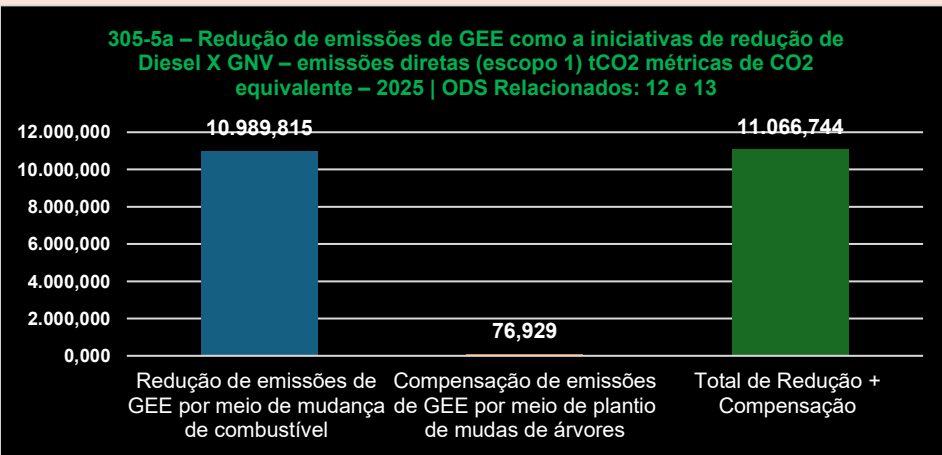 305-5a – Redução de emissões de GEE como a iniciativas de redução de
Diesel X GNV – emissões diretas (escopo 1) tCO2 métricas de CO2
equivalente – 2025 | ODS Relacionados: 12 e 13
12.000,000
10.000,000
8.000,000
6.000,000
4.000,000
2.000,000
0,000
10.989,815
76,929
11.066,744
Redução de emissões de
GEE por meio de mudança
de combustível
Compensação de emissões
de GEE por meio de plantio
de mudas de árvores
Total de Redução +
Compensação